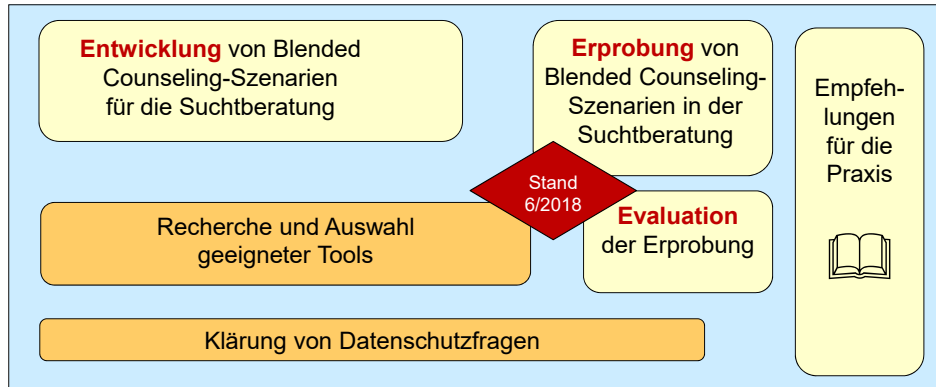 Entwicklung von Blended
Counseling-Szenarien
für die Suchtberatung
Erprobung von
Blended Counseling-
Szenarien in der
Suchtberatung
Empfeh-
lungen
für die
Praxis
Stand
6/2018
Recherche und Auswahl
geeigneter Tools
Evaluation
der Erprobung
Klärung von Datenschutzfragen